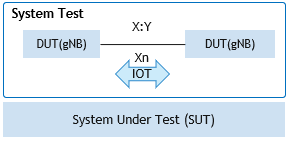 System Test
X:Y
DUT(gNB)
DUT(gNB)
Xn
IOT
System Under Test (SUT)